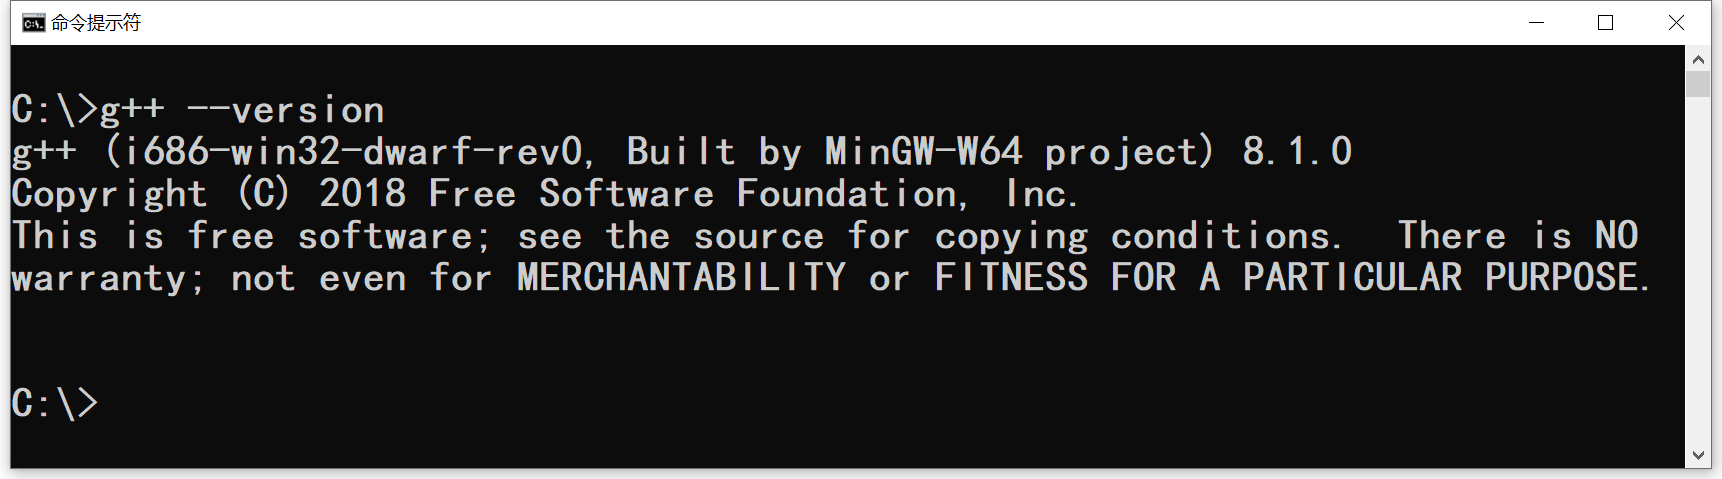 命令提示符
C:\>g++ --version
g++ (i686-win32-dwarf-rev0, Built by MinGW-W64 project) 8.1.0
Copyright (C) 2018 Free Software Foundation, Inc.
This is free software; see the source for copying conditions.  There is NO
warranty; not even for MERCHANTABILITY or FITNESS FOR A PARTICULAR PURPOSE.
C:\>